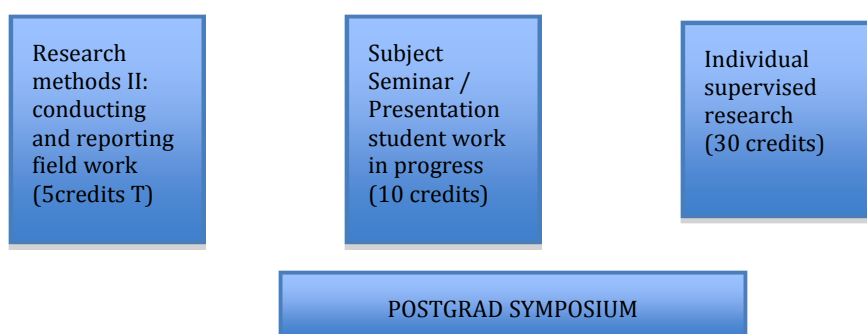 Research
methods II:
conducting
and reporting
field work
(5credits T)
Subject
Seminar /
Presentation
student work
in progress
(10 credits)
Individual
supervised
research
(30 credits)
POSTGRAD SYMPOSIUM